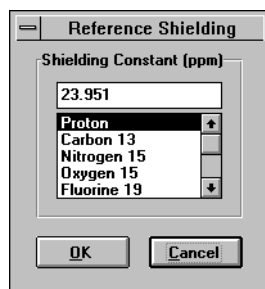 Reference Shielding
Shielding Constant (ppm)
23.951
Proton
Carbon 13
Nitrogen 15
Oxygen 15
Fluorine 19
OK
Cancel